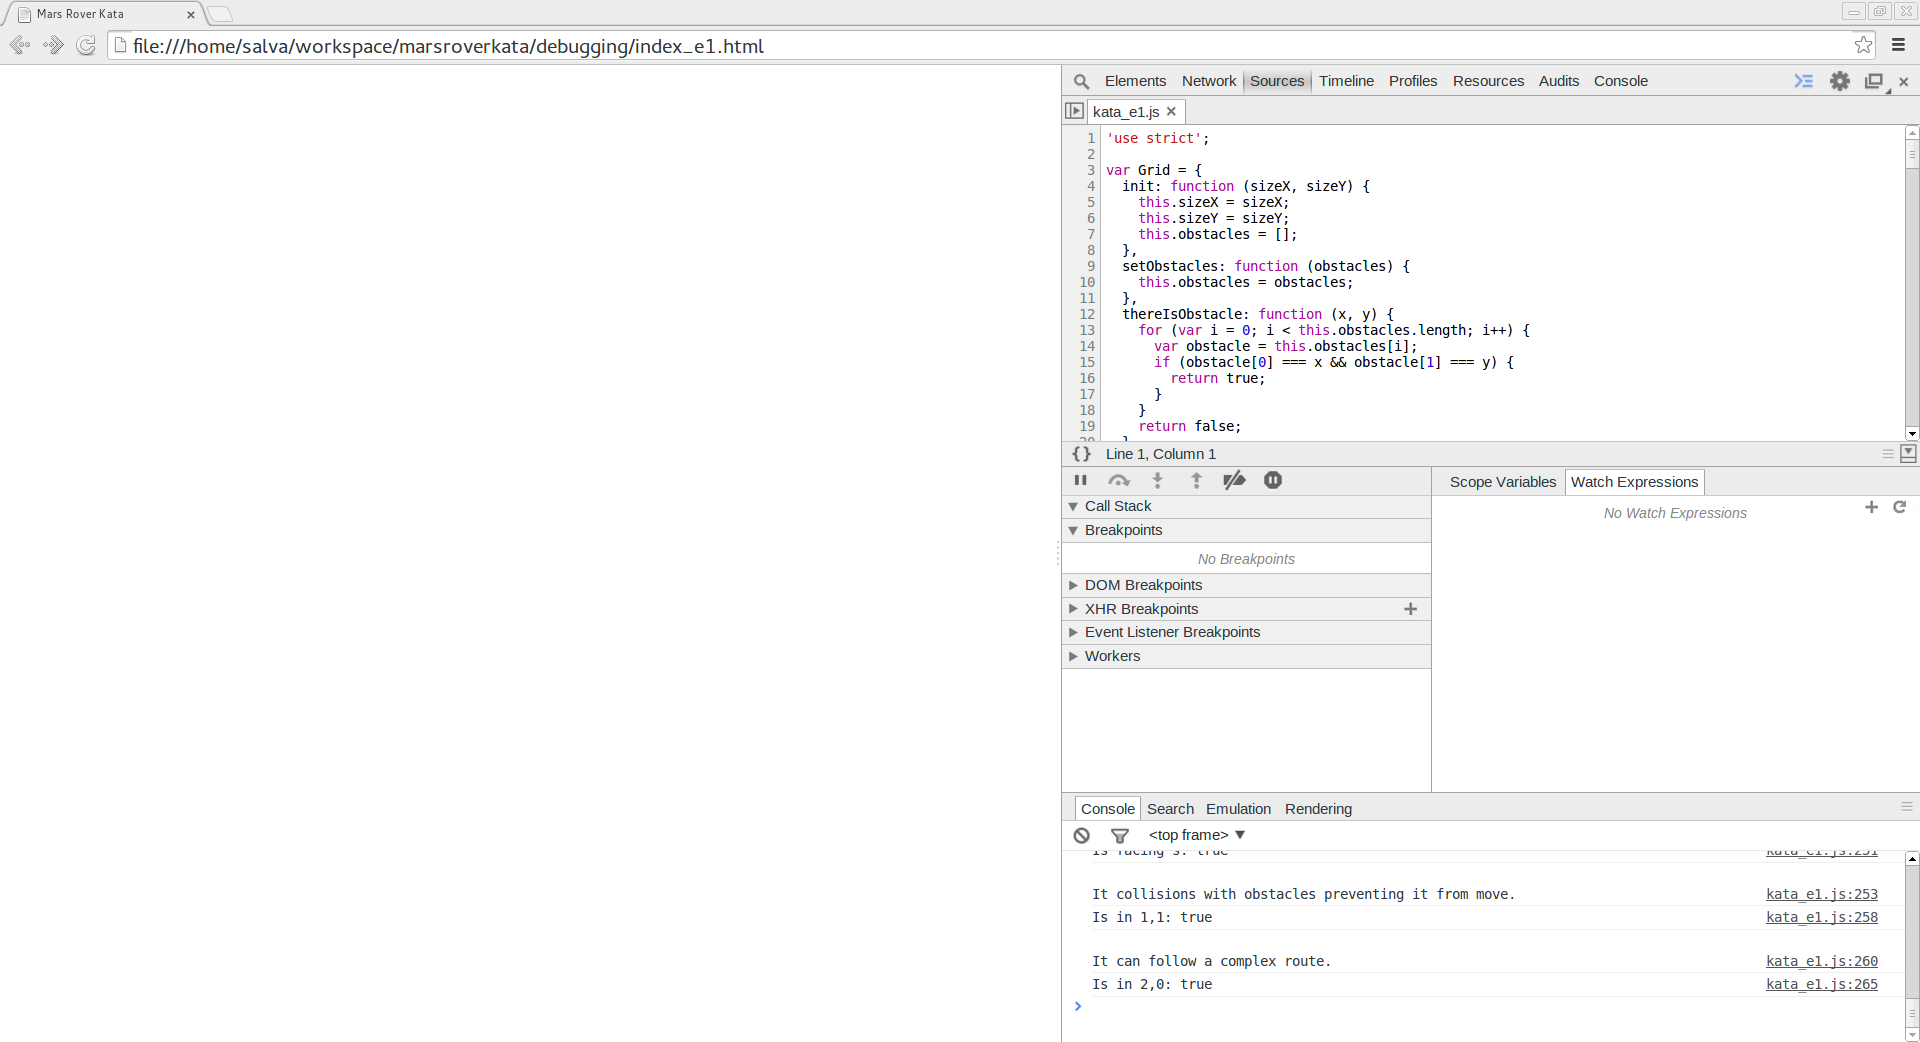 Mars Rover Kata
file:///home/salva/workspace/marsroverkata/debugging/index_e1.html
Elements Network Sources Timeline Profiles Resources Audits Console
kata_e1.js
1 'use strict';
2
3 var Grid = {
4 init: function (sizeX, sizeY) {
5 this.sizeX = sizeX;
6 this.sizeY = sizeY;
7 this.obstacles = [];
8 },
9 setObstacles: function (obstacles) {
10 this.obstacles = obstacles;
11 },
12 thereIsObstacle: function (x, y) {
13 for (var i = 0; i < this.obstacles.length; i++) {
14 var obstacle = this.obstacles[i];
15 if (obstacle[0] === x && obstacle[1] === y) {
16 return true;
17 }
18 }
19 return false;
20 }
{} Line 1, Column 1
Call Stack
Breakpoints
No Breakpoints
DOM Breakpoints
XHR Breakpoints
Event Listener Breakpoints
Workers
Scope Variables Watch Expressions
No Watch Expressions
Console Search Emulation Rendering
<top frame>
Is facing s: true kata_e1.js:251
It collisions with obstacles preventing it from move. kata_e1.js:253
Is in 1,1: true kata_e1.js:258
It can follow a complex route. kata_e1.js:260
Is in 2,0: true kata_e1.js:265
>